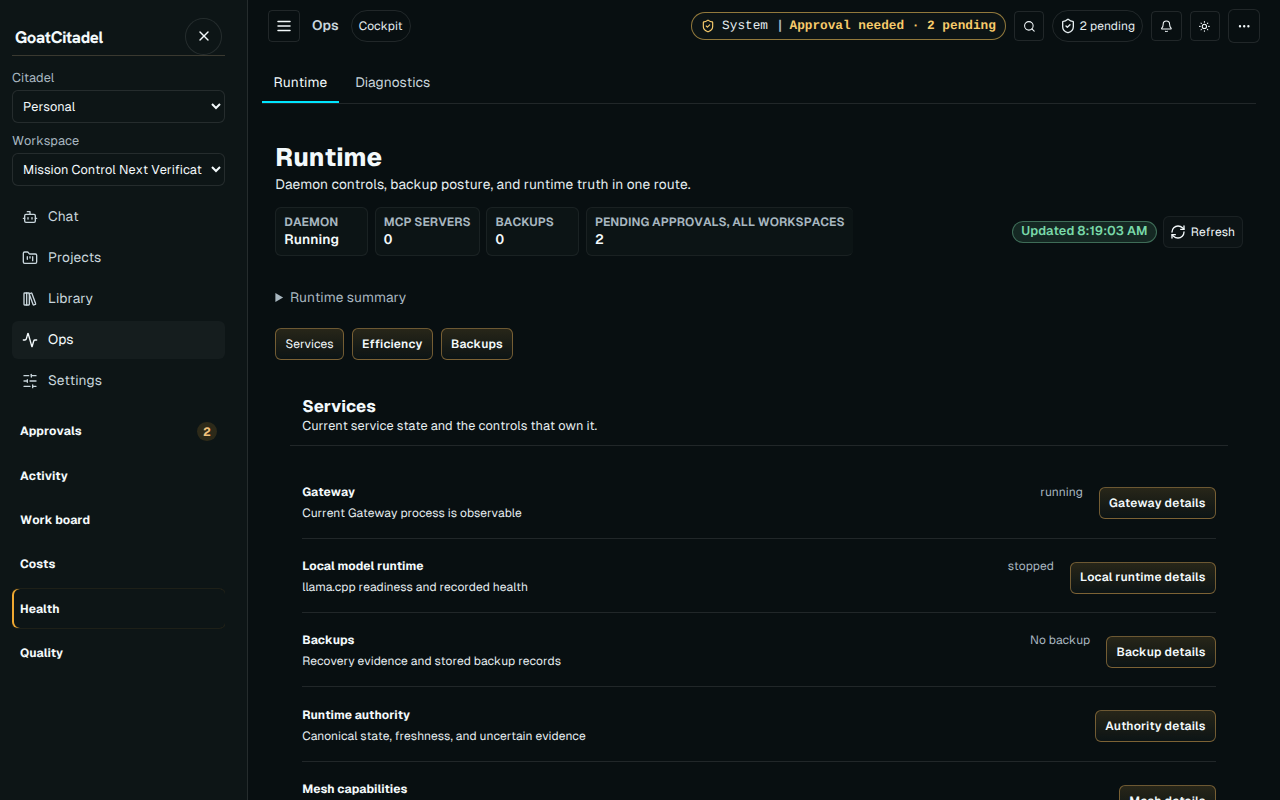 GoatCitadel
Citadel
Personal
Workspace
Mission Control Next Verificat
Chat
Projects
Library
Ops
Settings
Approvals 2
Activity
Work board
Costs
Health
Quality
Ops Cockpit
System | Approval needed · 2 pending
2 pending
Runtime Diagnostics
Runtime
Daemon controls, backup posture, and runtime truth in one route.
DAEMON
Running
MCP SERVERS
0
BACKUPS
0
PENDING APPROVALS, ALL WORKSPACES
2
Updated 8:19:03 AM
Refresh
Runtime summary
Services Efficiency Backups
Services
Current service state and the controls that own it.
Gateway
Current Gateway process is observable
running
Gateway details
Local model runtime
llama.cpp readiness and recorded health
stopped
Local runtime details
Backups
Recovery evidence and stored backup records
No backup
Backup details
Runtime authority
Canonical state, freshness, and uncertain evidence
Authority details
Mesh capabilities
Mesh details